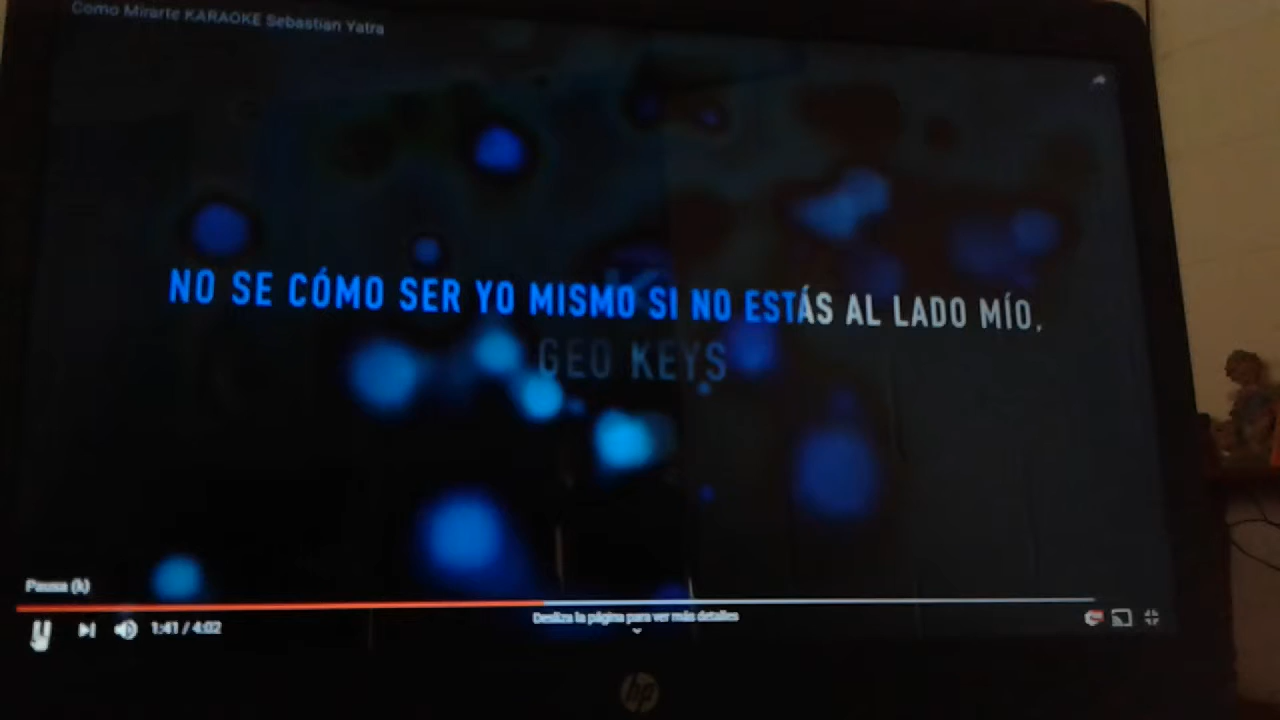 Como Mirarte KARAOKE Sebastian Yatra
NO SE CÓMO SER YO MISMO SI NO ESTÁS AL LADO MÍO.
GEO KEYS
Pausa (k)
1:41 / 4:02
Desliza la página para ver más detalles
hp